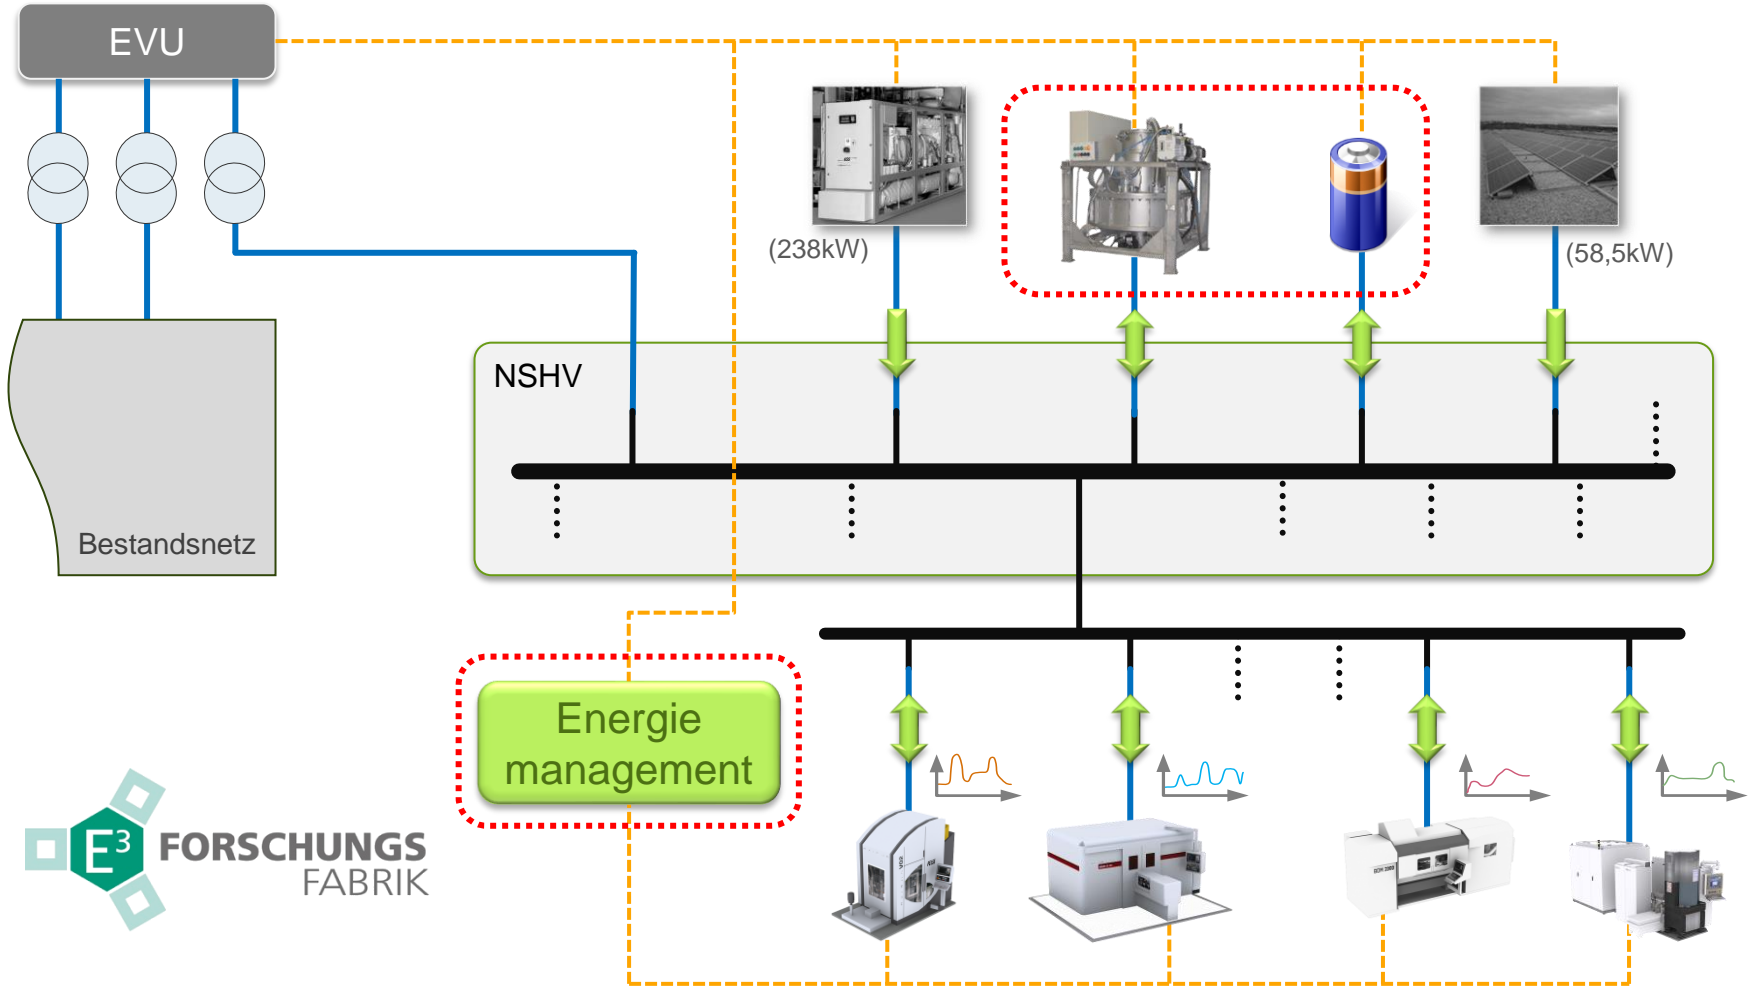 EVU
(238kW)
(58,5kW)
NSHV
Bestandsnetz
Energie
management
E³ FORSCHUNGS
FABRIK